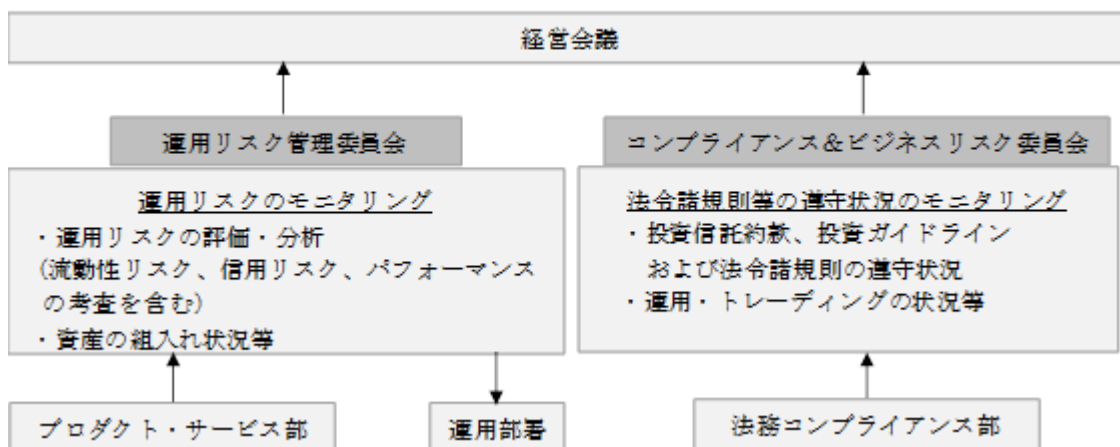 経営会議
運用リスク管理委員会
運用リスクのモニタリング
・運用リスクの評価・分析
(流動性リスク、信用リスク、パフォーマンス
の考査を含む)
・資産の組入れ状況等
コンプライアンス＆ビジネスリスク委員会
法令諸規則等の遵守状況のモニタリング
・投資信託約款、投資ガイドライン
および法令諸規則の遵守状況
・運用・トレーディングの状況等
プロダクト・サービス部
運用部署
法務コンプライアンス部